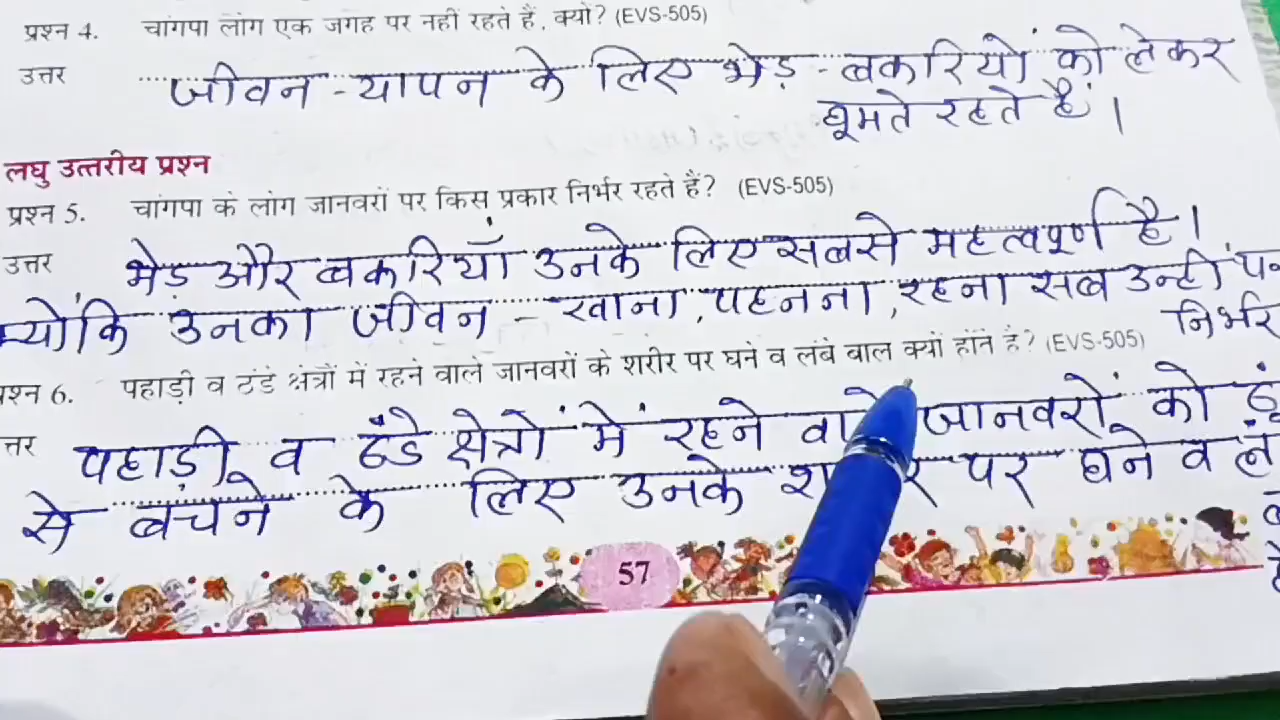 प्रश्न 4. चांगपा लोग एक जगह पर नहीं रहते हैं, क्यों? (EVS-505)
उत्तर जीवन-यापन के लिए भेड़-बकरियों को लेकर
घूमते रहते हैं।
लघु उत्तरीय प्रश्न
प्रश्न 5. चांगपा के लोग जानवरों पर किस प्रकार निर्भर रहते हैं? (EVS-505)
उत्तर भेड़ और बकरियाँ उनके लिए सबसे महत्वपूर्ण है।
क्योंकि उनका जीवन - खाना, पहनना, रहना सब उन्ही
निर्भर
प्रश्न 6. पहाड़ी व ठंडे क्षेत्रों में रहने वाले जानवरों के शरीर पर घने व लंबे बाल क्यों होते हैं? (EVS-505)
त्तर पहाड़ी व ठंडे क्षेत्रों में रहने जानवरों को
से बचने के लिए उनके पर घने व
57